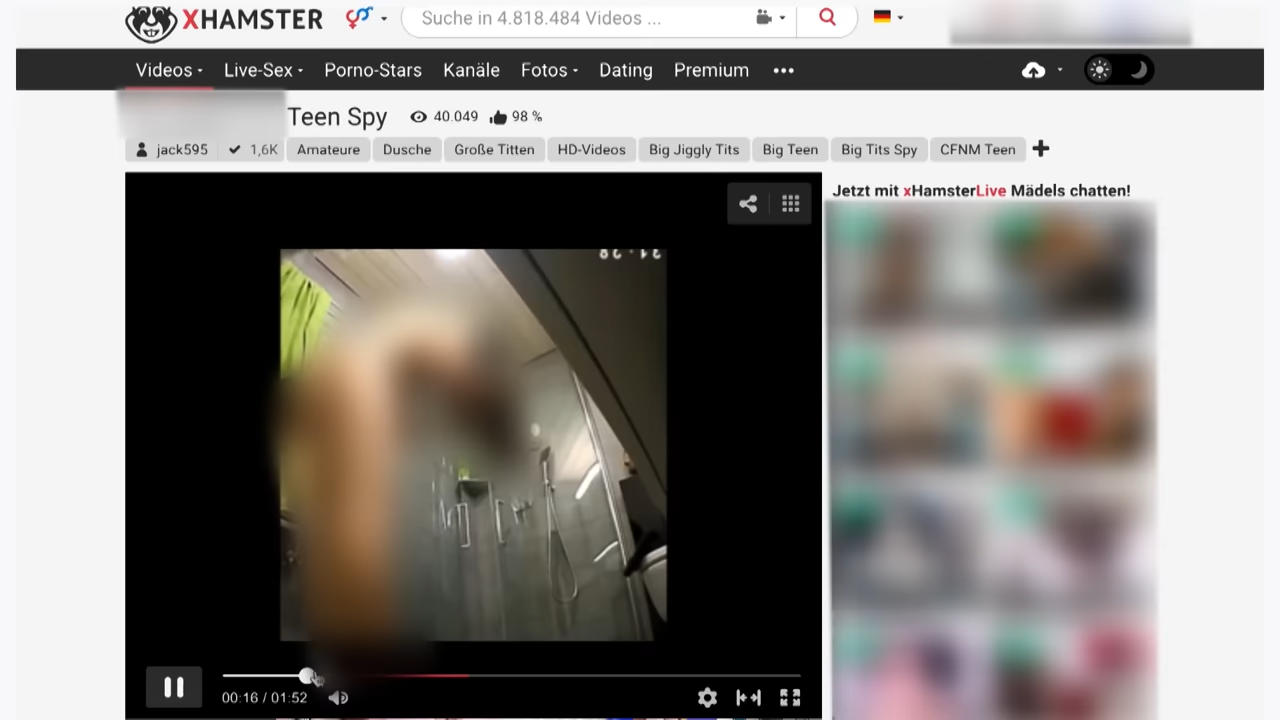 XHAMSTER
Suche in 4.818.484 Videos ...
Videos Live-Sex Porno-Stars Kanäle Fotos Dating Premium
Teen Spy 40.049 98 %
jack595 1,6K Amateure Dusche Große Titten HD-Videos Big Jiggly Tits Big Teen Big Tits Spy CFNM Teen
Jetzt mit xHamsterLive Mädels chatten!
00:16 / 01:52